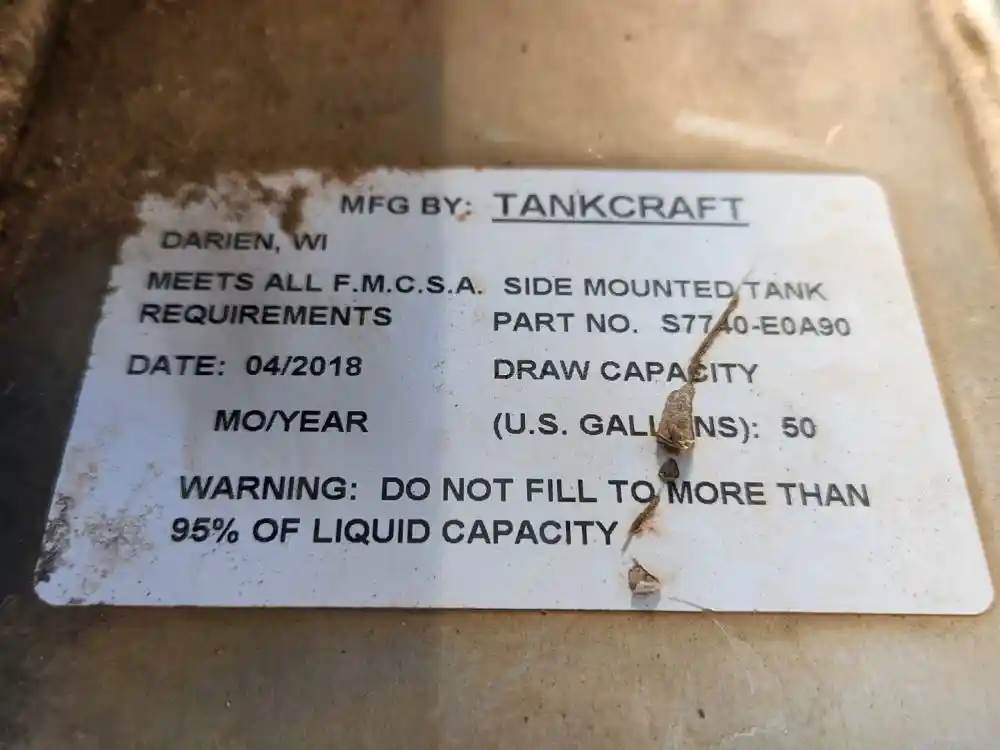 MFG BY: TANKCRAFT
DARIEN, WI
MEETS ALL F.M.C.S.A. SIDE MOUNTED TANK
REQUIREMENTS PART NO. S7740-E0A90
DATE: 04/2018 DRAW CAPACITY
MO/YEAR (U.S. GALLONS): 50
WARNING: DO NOT FILL TO MORE THAN
95% OF LIQUID CAPACITY